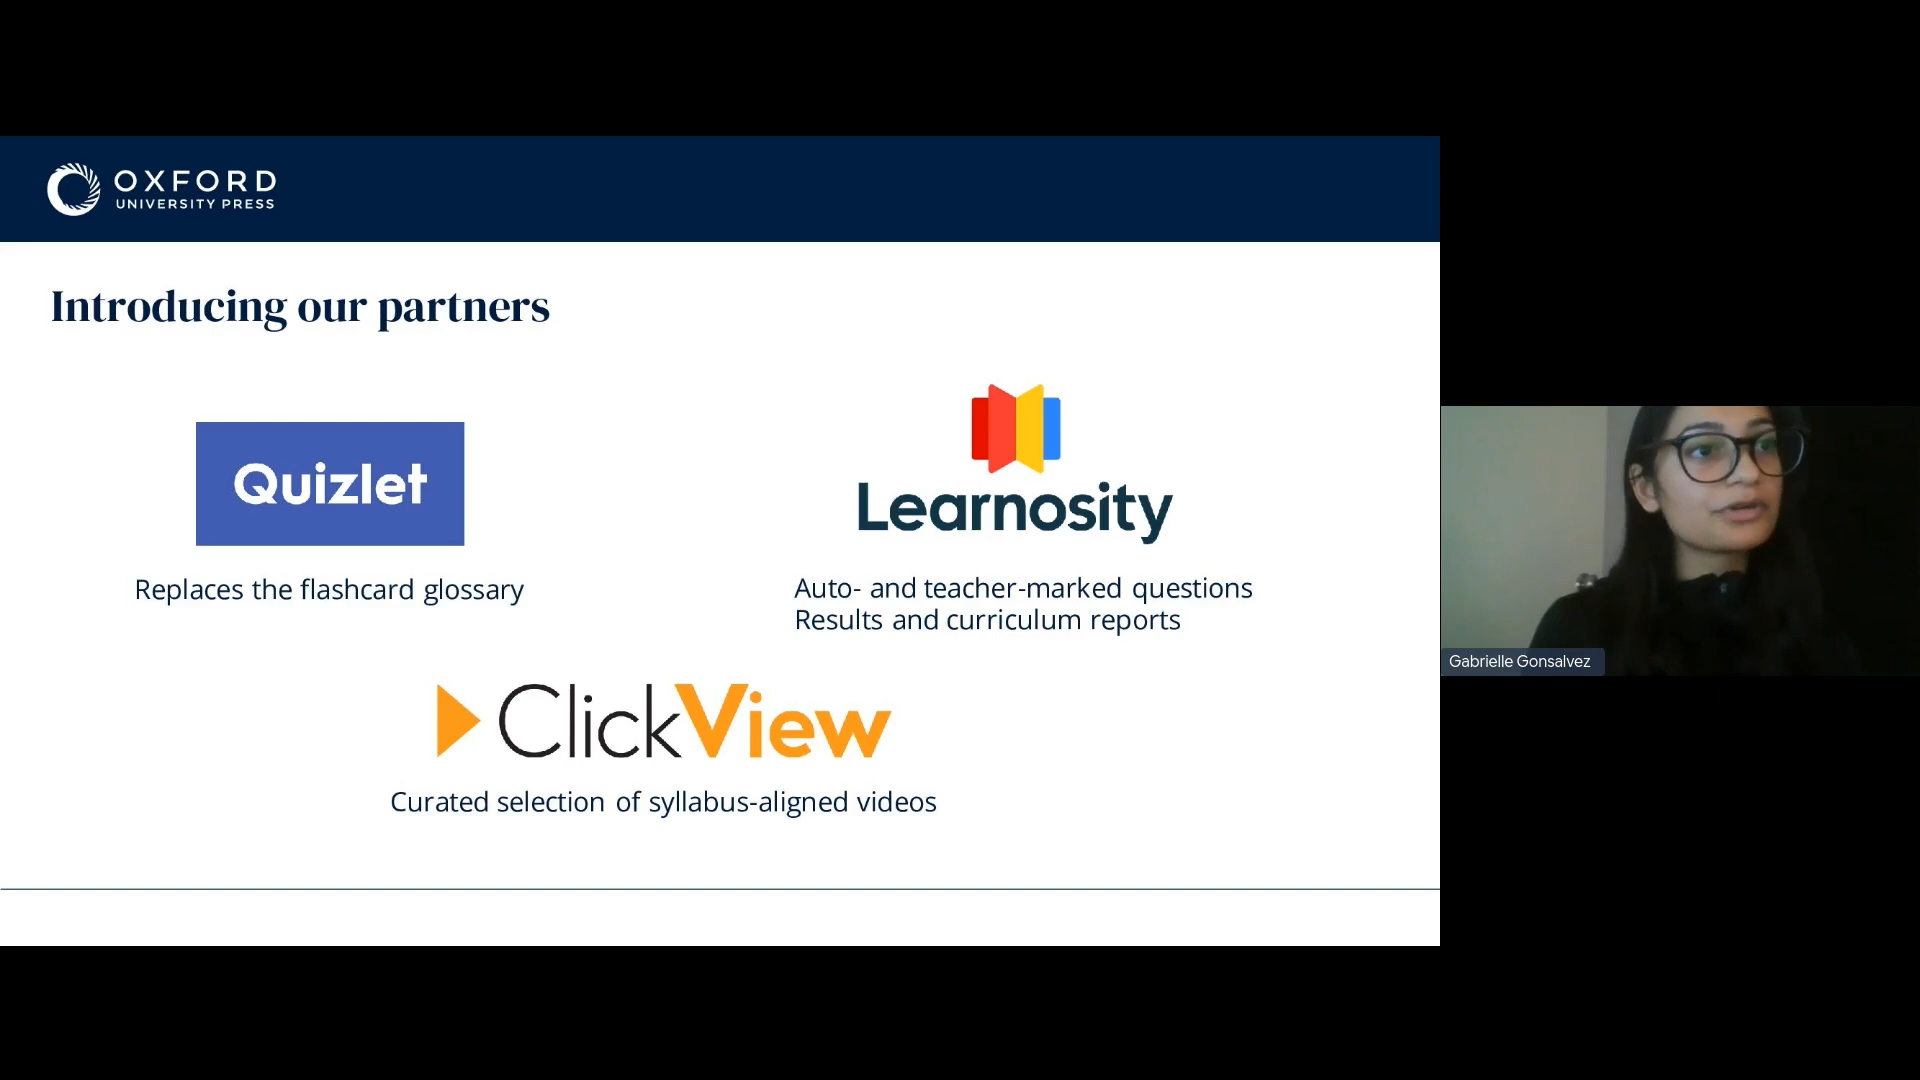 OXFORD
UNIVERSITY PRESS
Introducing our partners
Quizlet
Replaces the flashcard glossary
Learnosity
Auto- and teacher-marked questions
Results and curriculum reports
ClickView
Curated selection of syllabus-aligned videos
Gabrielle Gonsalvez